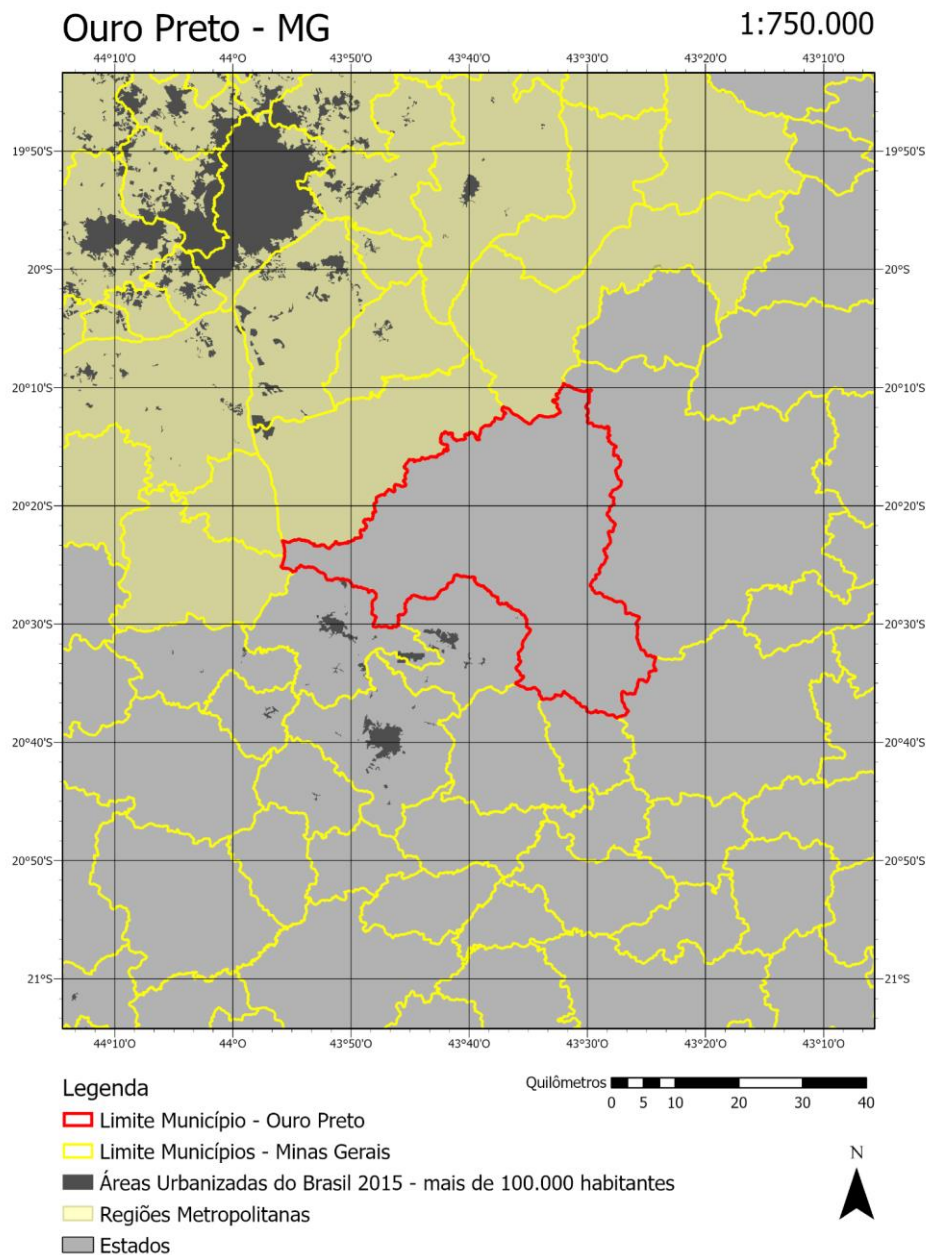 Ouro Preto - MG
1:750.000
44°10'O 44°O 43°50'O 43°40'O 43°30'O 43°20'O 43°10'O
19°50'S 19°50'S
20°S 20°S
20°10'S 20°10'S
20°20'S 20°20'S
20°30'S 20°30'S
20°40'S 20°40'S
20°50'S 20°50'S
21°S 21°S
44°10'O 44°O 43°50'O 43°40'O 43°30'O 43°20'O 43°10'O
Legenda
Quilômetros
0 5 10 20 30 40
Limite Município - Ouro Preto
Limite Municípios - Minas Gerais
Áreas Urbanizadas do Brasil 2015 - mais de 100.000 habitantes
Regiões Metropolitanas
Estados
N